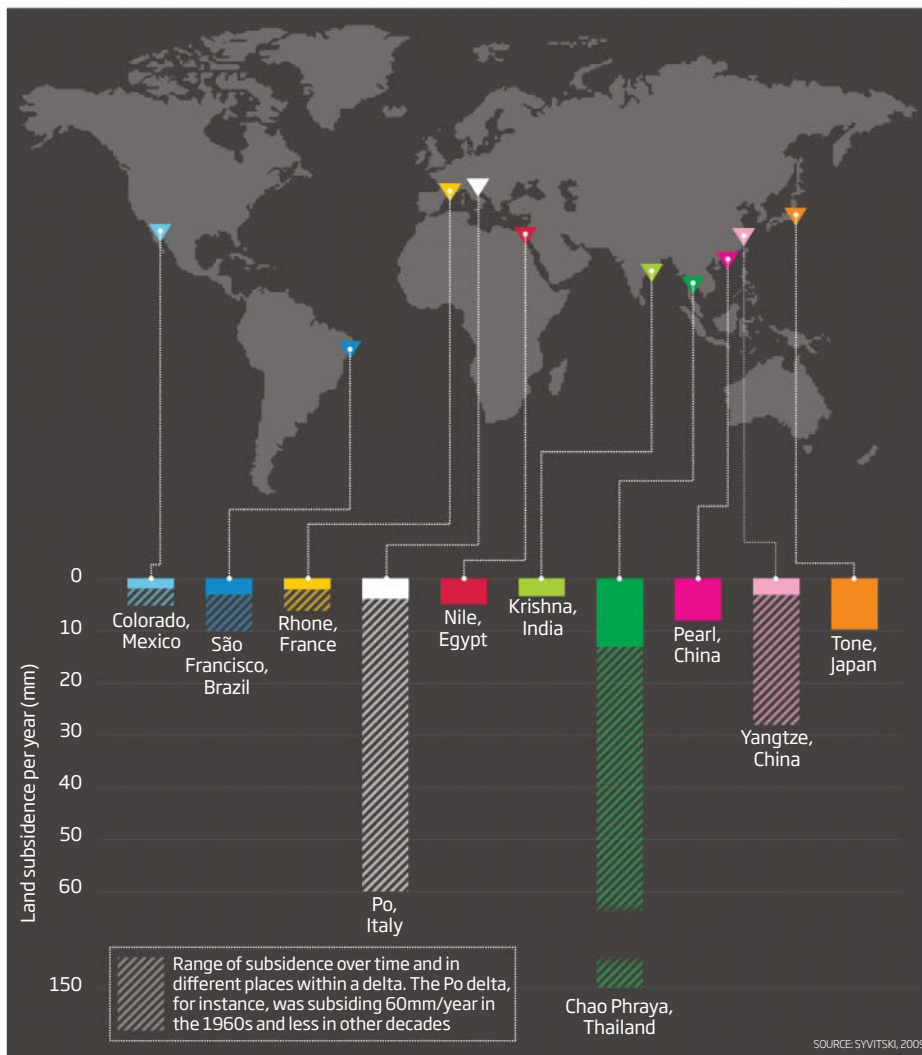 0
10
20
30
40
50
60
150
Land subsidence per year (mm)
Colorado,
Mexico
São
Francisco,
Brazil
Rhone,
France
Po,
Italy
Nile,
Egypt
Krishna,
India
Chao Phraya,
Thailand
Pearl,
China
Yangtze,
China
Tone,
Japan
Range of subsidence over time and in
different places within a delta. The Po delta,
for instance, was subsiding 60mm/year in
the 1960s and less in other decades
SOURCE: SYVITSKI,